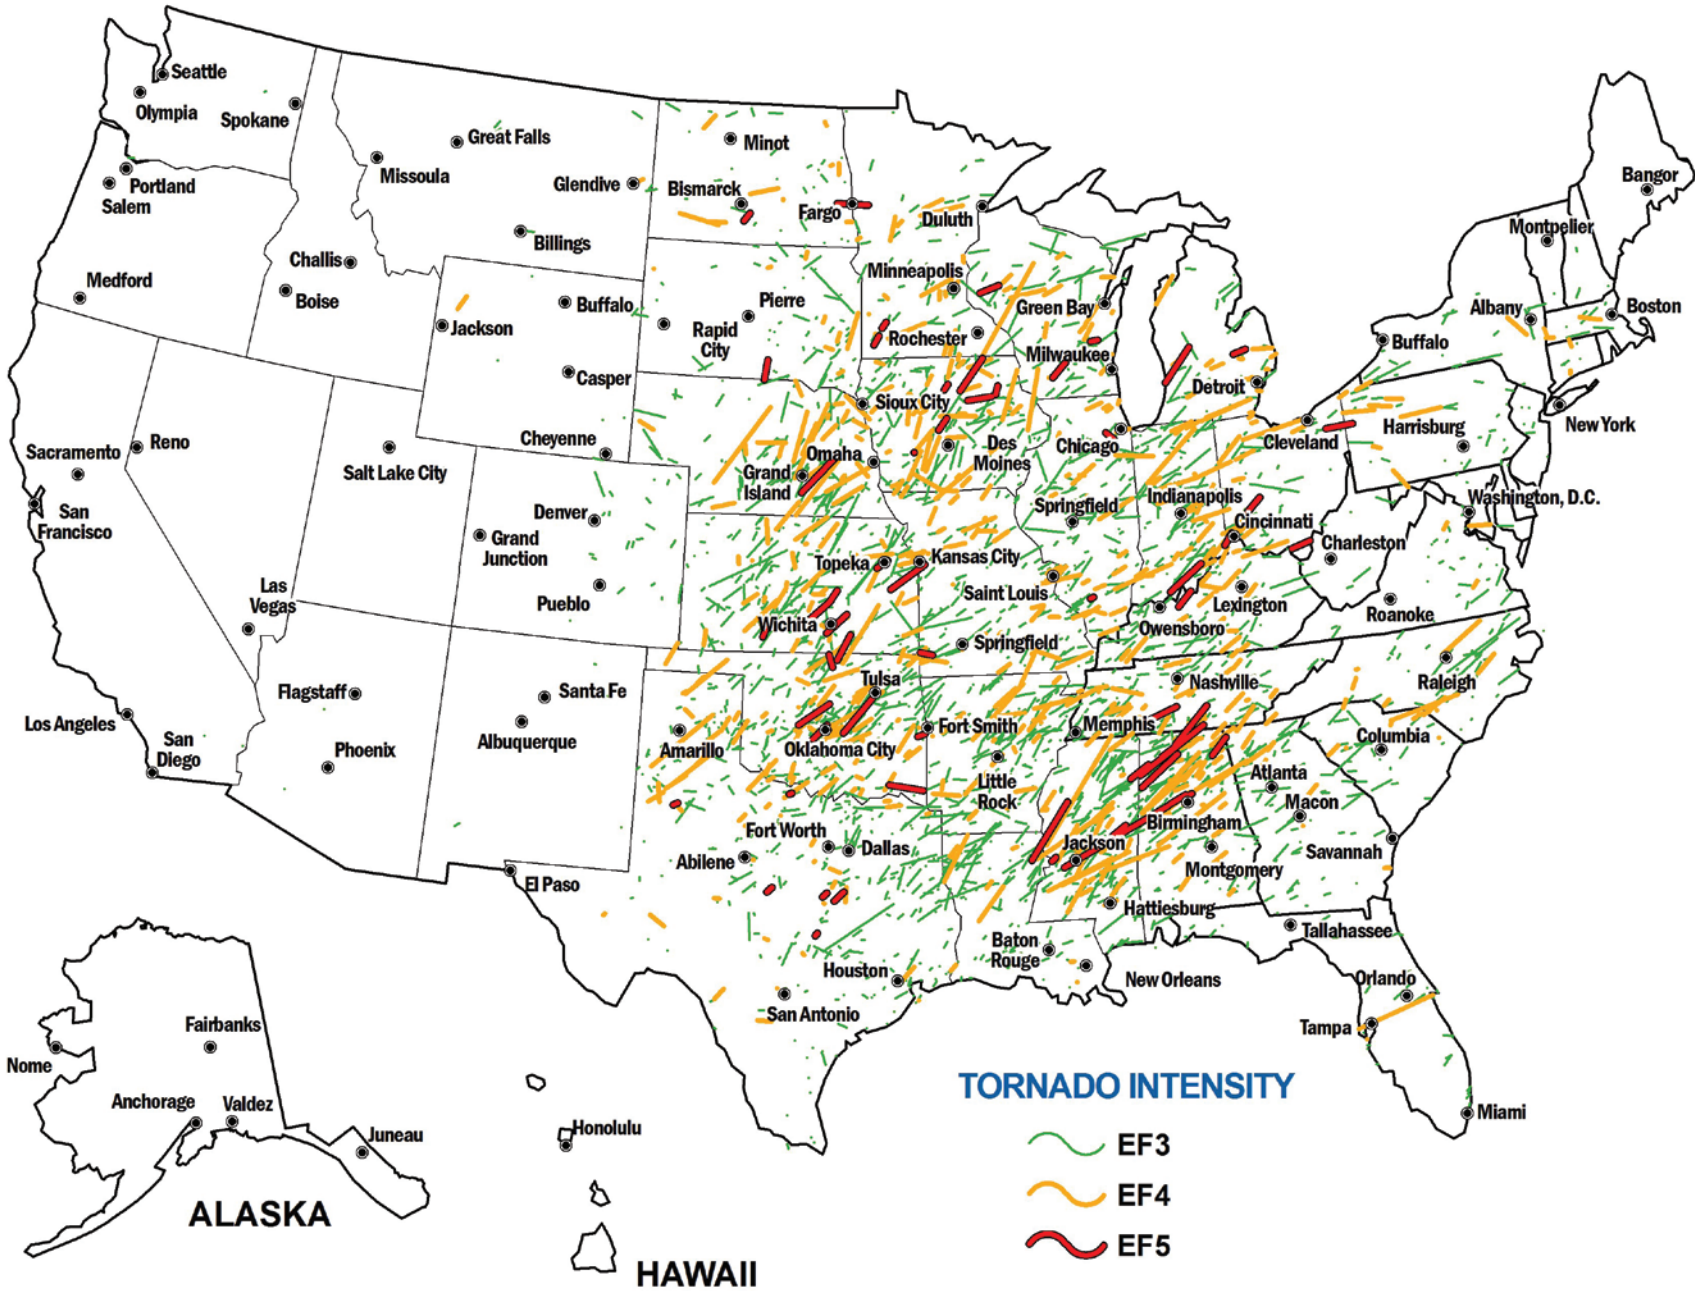 Seattle
Olympia
Spokane
Great Falls
Missoula
Glendive
Minot
Bismarck
Fargo
Duluth
Bangor
Montpelier
Portland
Salem
Billings
Challis
Boise
Medford
Jackson
Buffalo
Pierre
Rapid
City
Minneapolis
Green Bay
Rochester
Milwaukee
Albany
Boston
Buffalo
Detroit
Casper
Sioux City
New York
Sacramento
Reno
Cheyenne
Salt Lake City
Omaha
Grand
Island
Des
Moines
Chicago
Cleveland
Harrisburg
San
Francisco
Denver
Grand
Junction
Springfield
Indianapolis
Cincinnati
Washington, D.C.
Charleston
Topeka
Kansas City
Las
Vegas
Pueblo
Saint Louis
Lexington
Roanoke
Wichita
Owensboro
Springfield
Flagstaff
Santa Fe
Tulsa
Nashville
Raleigh
Los Angeles
San
Diego
Phoenix
Albuquerque
Amarillo
Oklahoma City
Fort Smith
Memphis
Columbia
Little
Rock
Atlanta
Macon
Birmingham
Fort Worth
Abilene
Dallas
Jackson
Savannah
Montgomery
El Paso
Hattiesburg
Tallahassee
Baton
Rouge
Houston
New Orleans
Orlando
San Antonio
Tampa
Miami
Fairbanks
Nome
Anchorage
Valdez
Juneau
ALASKA
Honolulu
HAWAII
TORNADO INTENSITY
EF3
EF4
EF5